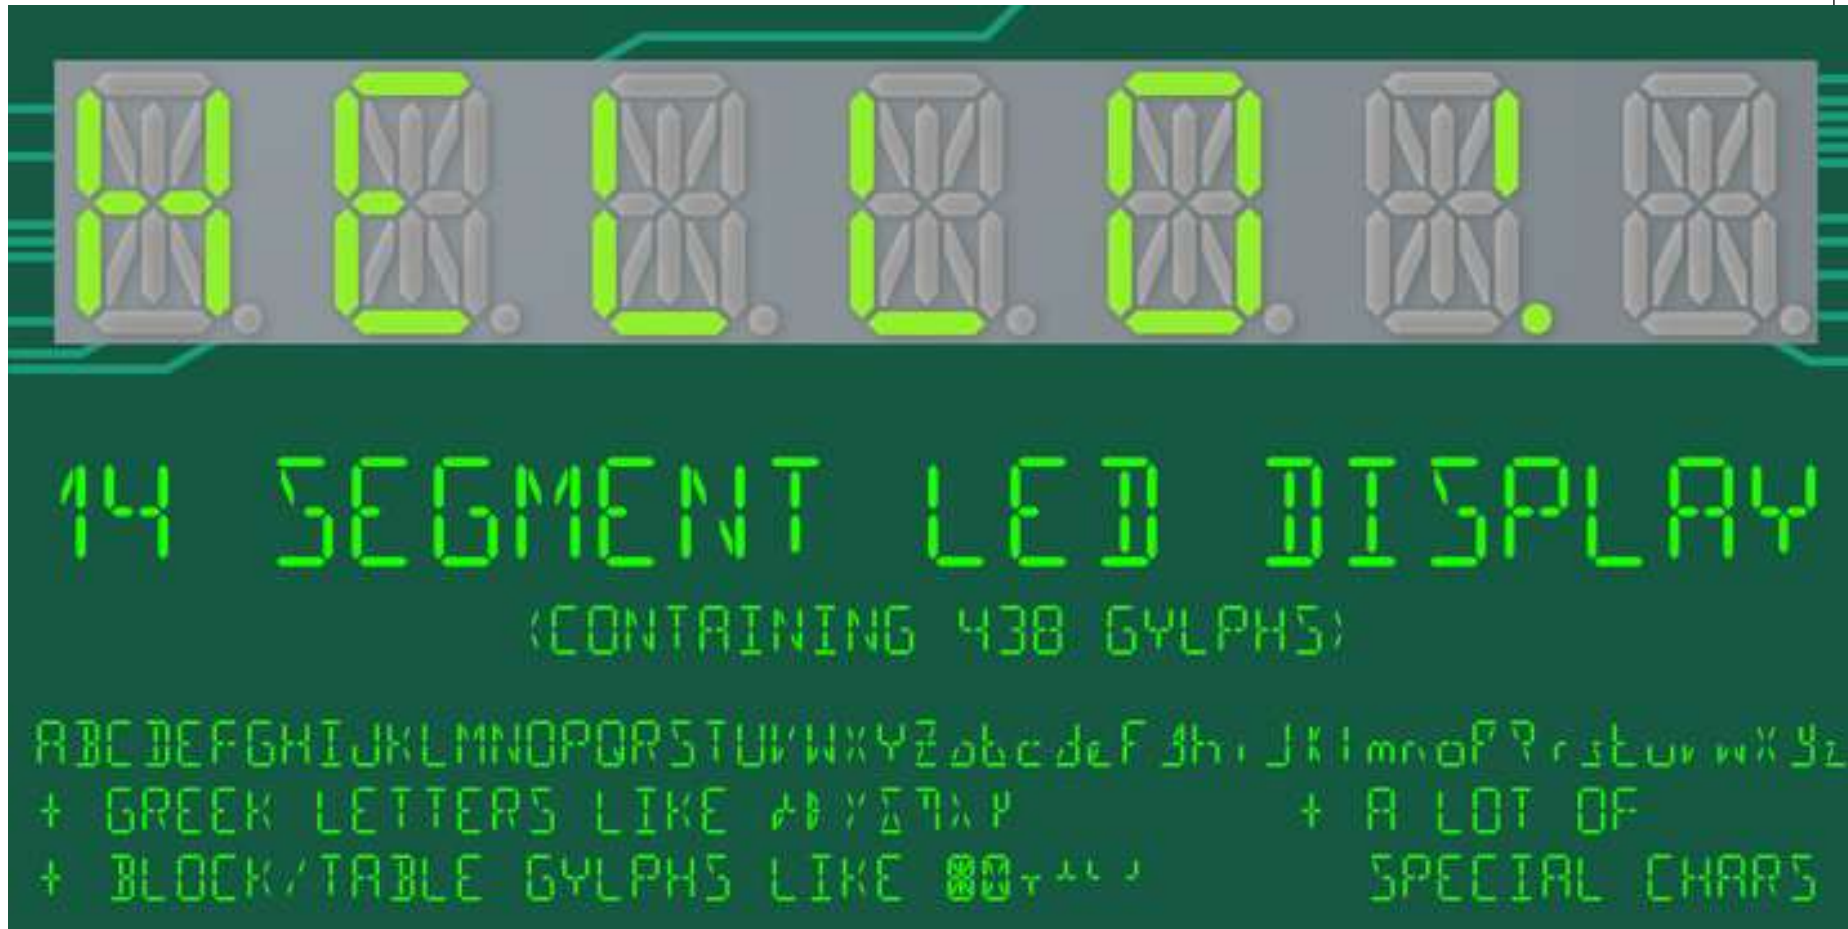 HELLO!
14 SEGMENT LED DISPLAY
(CONTAINING 438 GYLPHS)
ABCDEFGHIJKLMNOPQRSTUVWXYZabcdefghijklmnopqrstuvwxyz
+ GREEK LETTERS LIKE + A LOT OF
+ BLOCK/TABLE GYLPHS LIKE SPECIAL CHARS